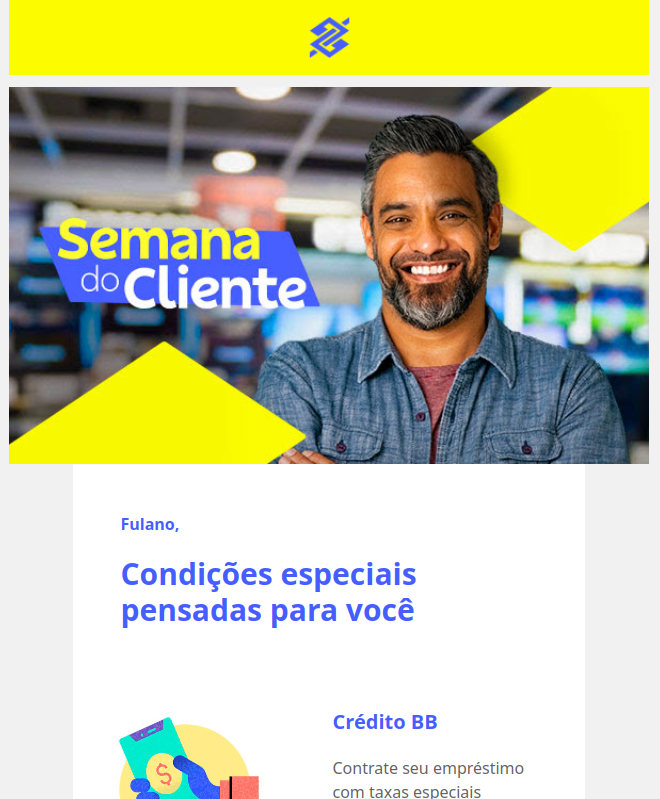 Semana
do Cliente
Fulano,
Condições especiais
pensadas para você
Crédito BB
Contrate seu empréstimo
com taxas especiais
$